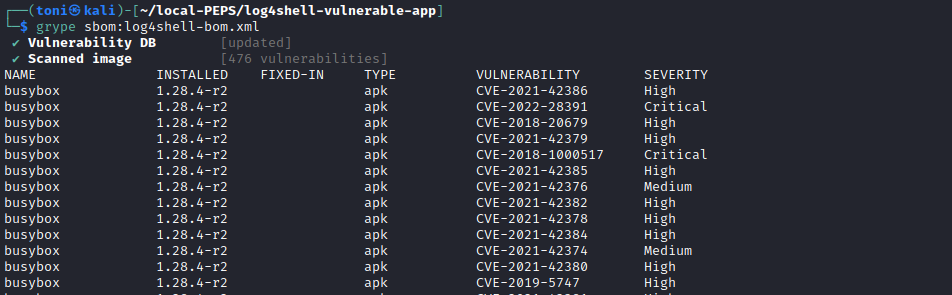 ┌──(toni㉿kali)-[~/local-PEPS/log4shell-vulnerable-app]
└─$ grype sbom:log4shell-bom.xml
✔ Vulnerability DB [updated]
✔ Scanned image [476 vulnerabilities]
NAME INSTALLED FIXED-IN TYPE VULNERABILITY SEVERITY
busybox 1.28.4-r2 apk CVE-2021-42386 High
busybox 1.28.4-r2 apk CVE-2022-28391 Critical
busybox 1.28.4-r2 apk CVE-2018-20679 High
busybox 1.28.4-r2 apk CVE-2021-42379 High
busybox 1.28.4-r2 apk CVE-2018-1000517 Critical
busybox 1.28.4-r2 apk CVE-2021-42385 High
busybox 1.28.4-r2 apk CVE-2021-42376 Medium
busybox 1.28.4-r2 apk CVE-2021-42382 High
busybox 1.28.4-r2 apk CVE-2021-42378 High
busybox 1.28.4-r2 apk CVE-2021-42384 High
busybox 1.28.4-r2 apk CVE-2021-42374 Medium
busybox 1.28.4-r2 apk CVE-2021-42380 High
busybox 1.28.4-r2 apk CVE-2019-5747 High